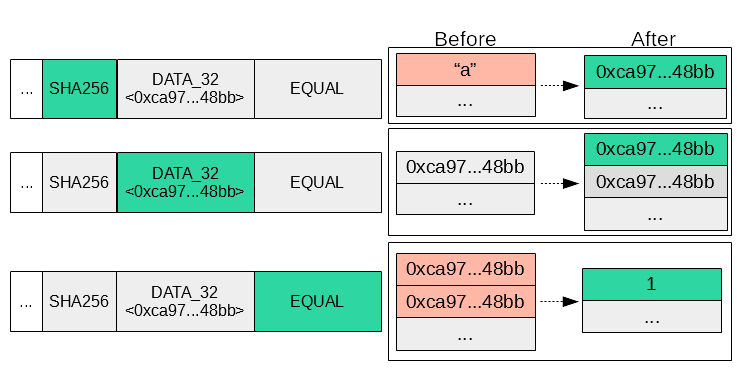 Before After
... SHA256 DATA_32 EQUAL
<0xca97...48bb>
“a” 0xca97...48bb
... ...
... SHA256 DATA_32 EQUAL
<0xca97...48bb>
0xca97...48bb 0xca97...48bb
... 0xca97...48bb
...
... SHA256 DATA_32 EQUAL
<0xca97...48bb>
0xca97...48bb 1
0xca97...48bb ...
...